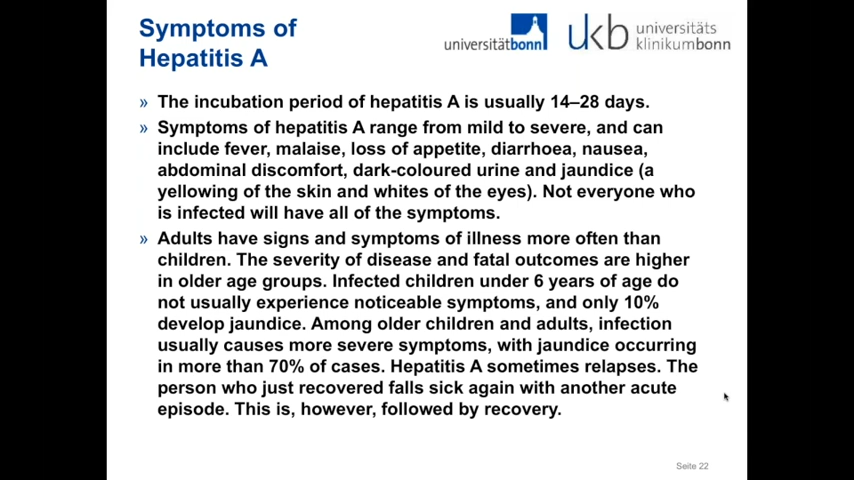 Symptoms of
Hepatitis A
universitätbonn
ukb universitäts
klinikumbonn
» The incubation period of hepatitis A is usually 14–28 days.
» Symptoms of hepatitis A range from mild to severe, and can
include fever, malaise, loss of appetite, diarrhoea, nausea,
abdominal discomfort, dark-coloured urine and jaundice (a
yellowing of the skin and whites of the eyes). Not everyone who
is infected will have all of the symptoms.
» Adults have signs and symptoms of illness more often than
children. The severity of disease and fatal outcomes are higher
in older age groups. Infected children under 6 years of age do
not usually experience noticeable symptoms, and only 10%
develop jaundice. Among older children and adults, infection
usually causes more severe symptoms, with jaundice occurring
in more than 70% of cases. Hepatitis A sometimes relapses. The
person who just recovered falls sick again with another acute
episode. This is, however, followed by recovery.
Seite 22